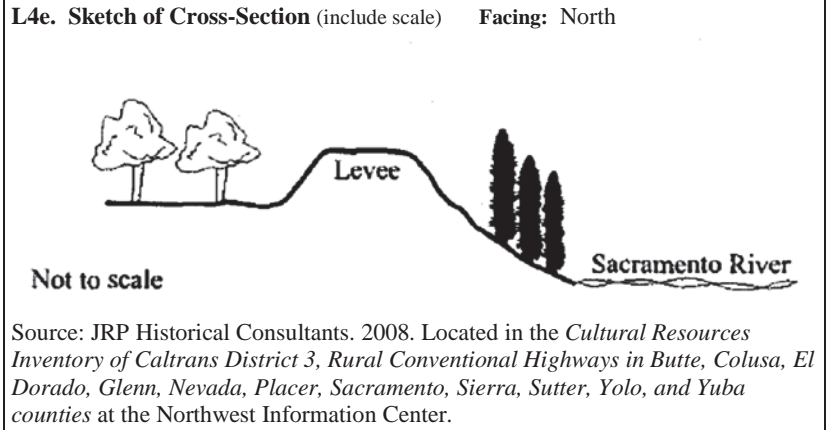 L4e. Sketch of Cross-Section (include scale) Facing: North
Levee
Sacramento River
Not to scale
Source: JRP Historical Consultants. 2008. Located in the Cultural Resources
Inventory of Caltrans District 3, Rural Conventional Highways in Butte, Colusa, El
Dorado, Glenn, Nevada, Placer, Sacramento, Sierra, Sutter, Yolo, and Yuba
counties at the Northwest Information Center.